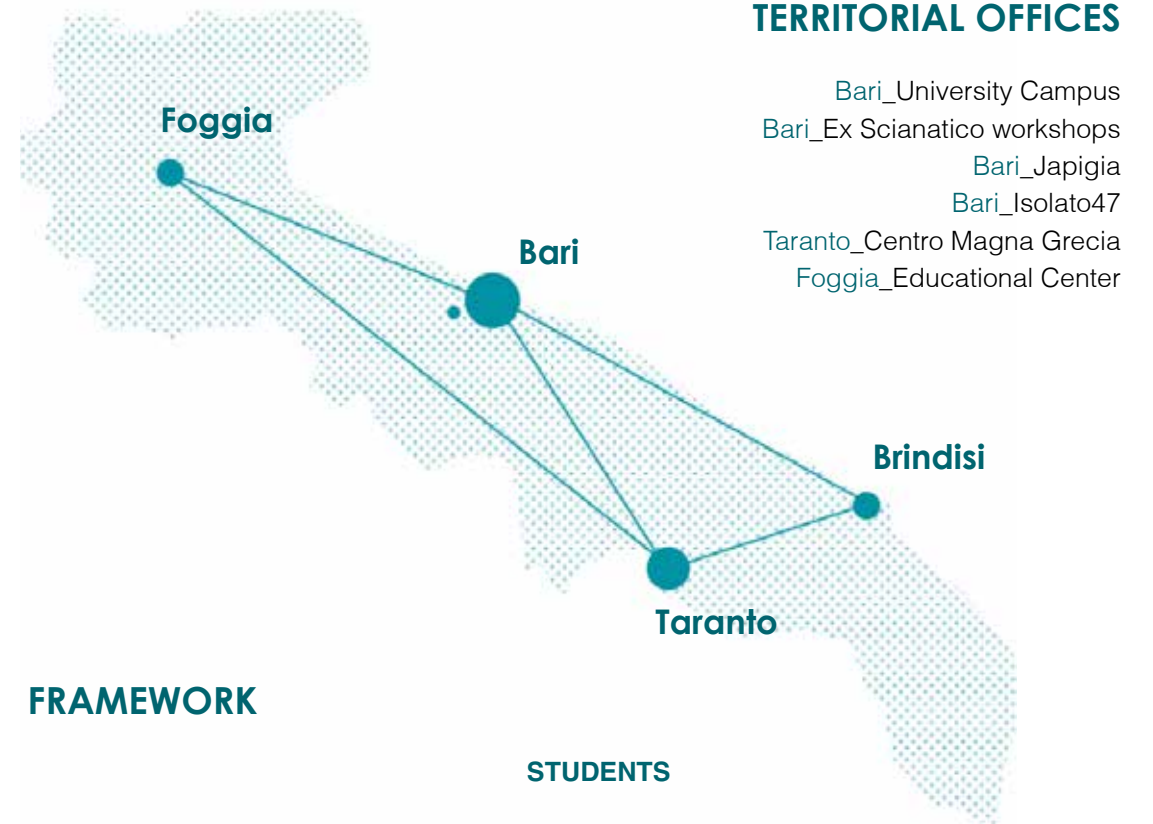 TERRITORIAL OFFICES
Bari_University Campus
Bari_Ex Scianatico workshops
Bari_Japigia
Bari_Isolato47
Taranto_Centro Magna Grecia
Foggia_Educational Center
Foggia
Bari
Brindisi
Taranto
FRAMEWORK
STUDENTS